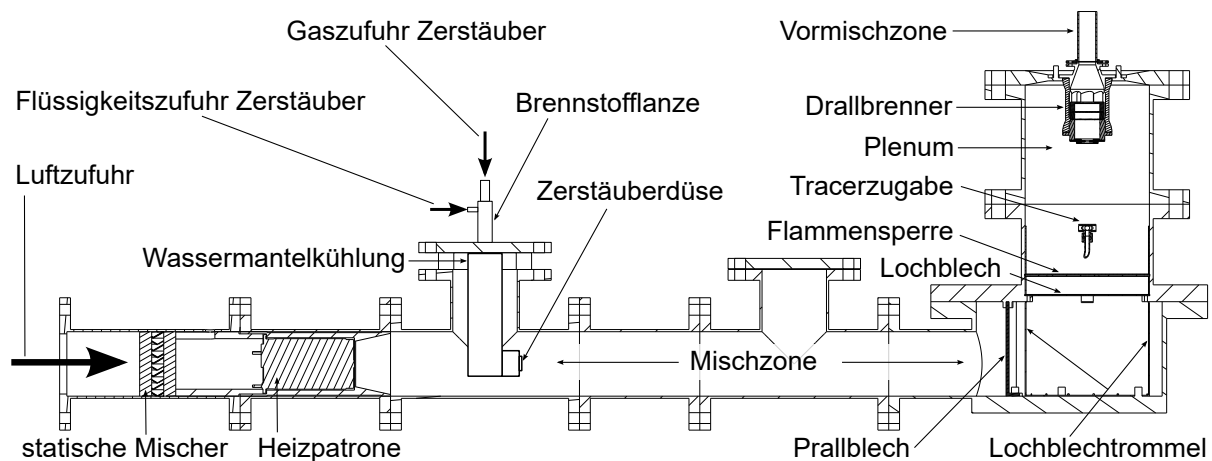 Gaszufuhr Zerstäuber
Vormischzone
Flüssigkeitszufuhr Zerstäuber
Brennstofflanze
Drallbrenner
Plenum
Luftzufuhr
Zerstäuberdüse
Tracerzugabe
Flammensperre
Wassermantelkühlung
Lochblech
Mischzone
statische Mischer
Heizpatrone
Prallblech
Lochblechtrommel